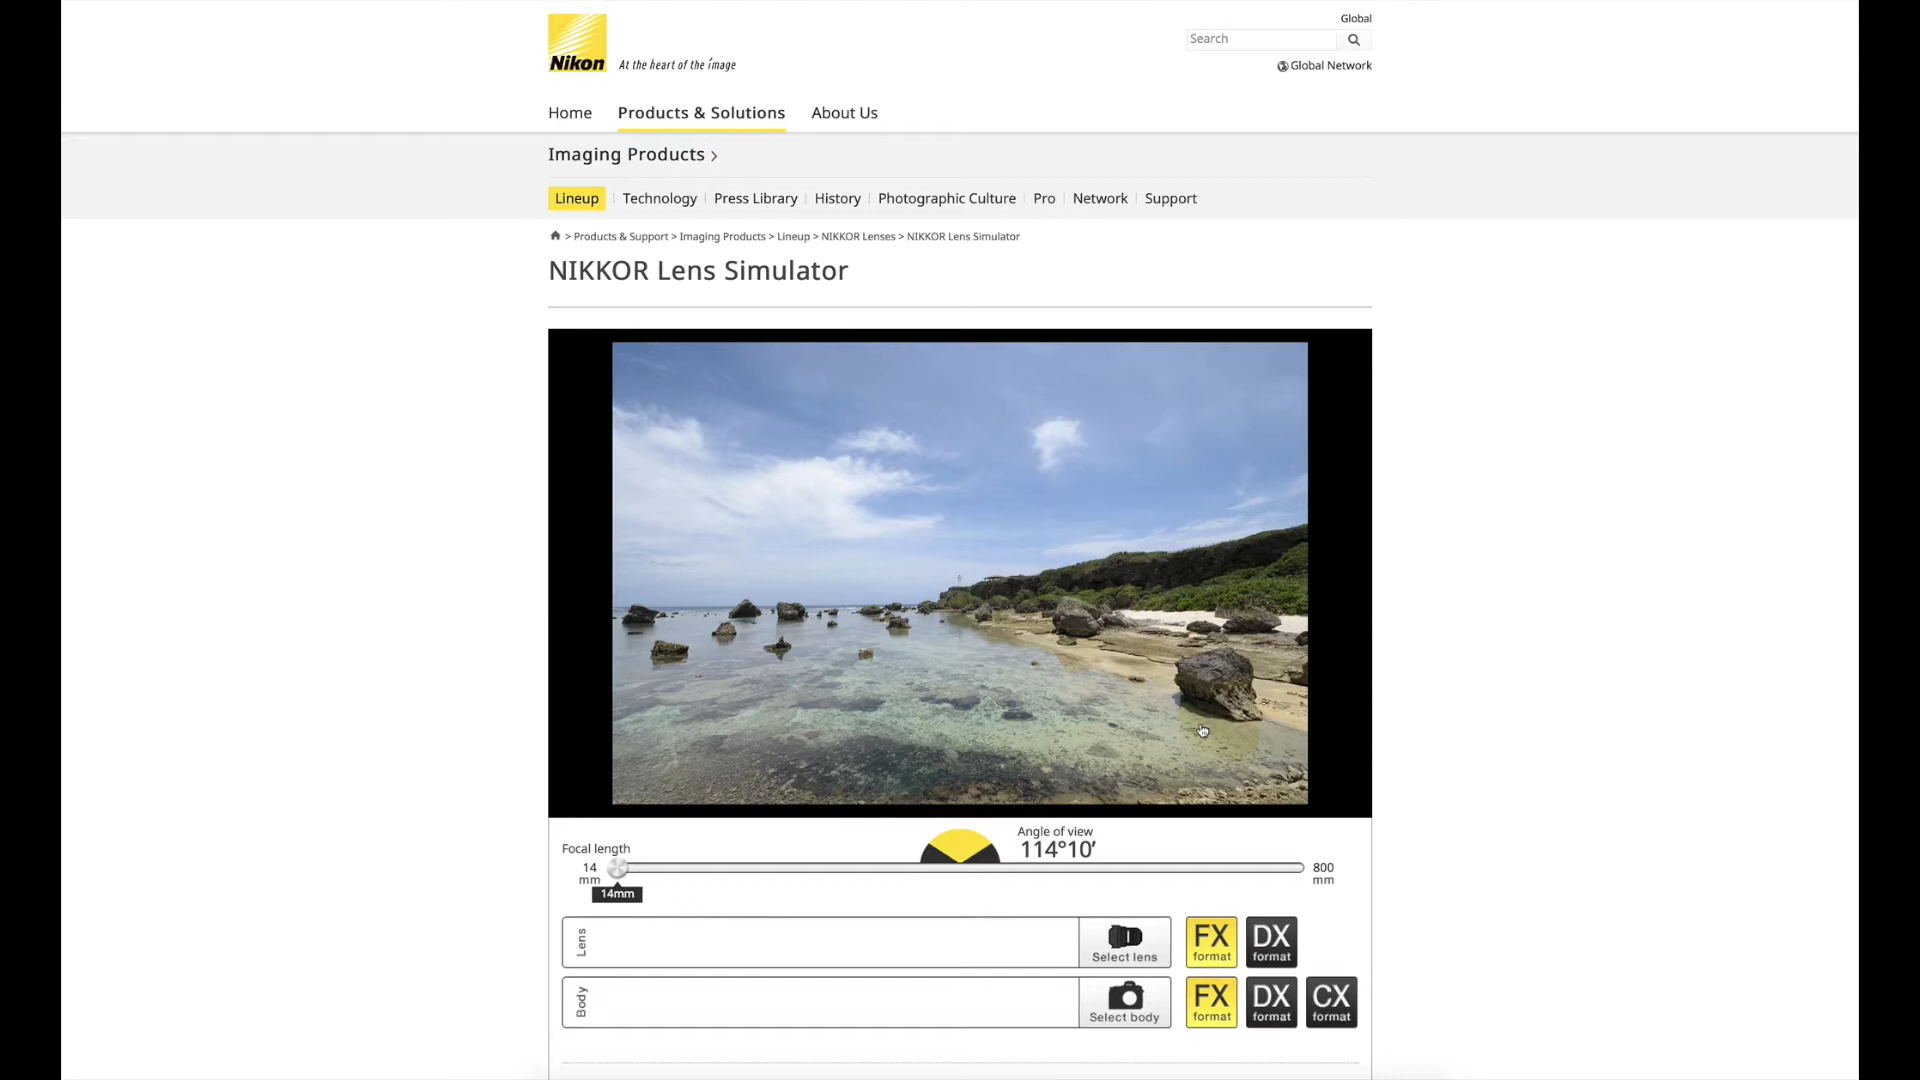 Global
Nikon
At the heart of the image
Search
Global Network
Home Products & Solutions About Us
Imaging Products >
Lineup | Technology | Press Library | History | Photographic Culture | Pro | Network | Support
> Products & Support > Imaging Products > Lineup > NIKKOR Lenses > NIKKOR Lens Simulator
NIKKOR Lens Simulator
Angle of view
114°10'
Focal length
14 mm
800 mm
14mm
Lens
Select lens
FX format
DX format
Body
Select body
FX format
DX format
CX format